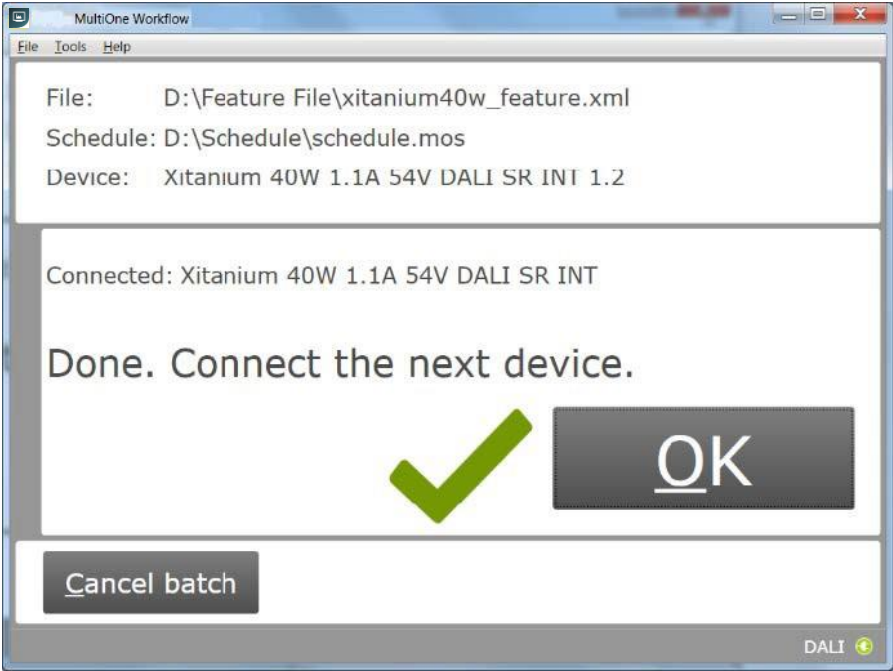 MultiOne Workflow
File Tools Help
File: D:\Feature File\xitanium40w_feature.xml
Schedule: D:\Schedule\schedule.mos
Device: Xitanium 40W 1.1A 54V DALI SR INT 1.2
Connected: Xitanium 40W 1.1A 54V DALI SR INT
Done. Connect the next device.
OK
Cancel batch
DALI